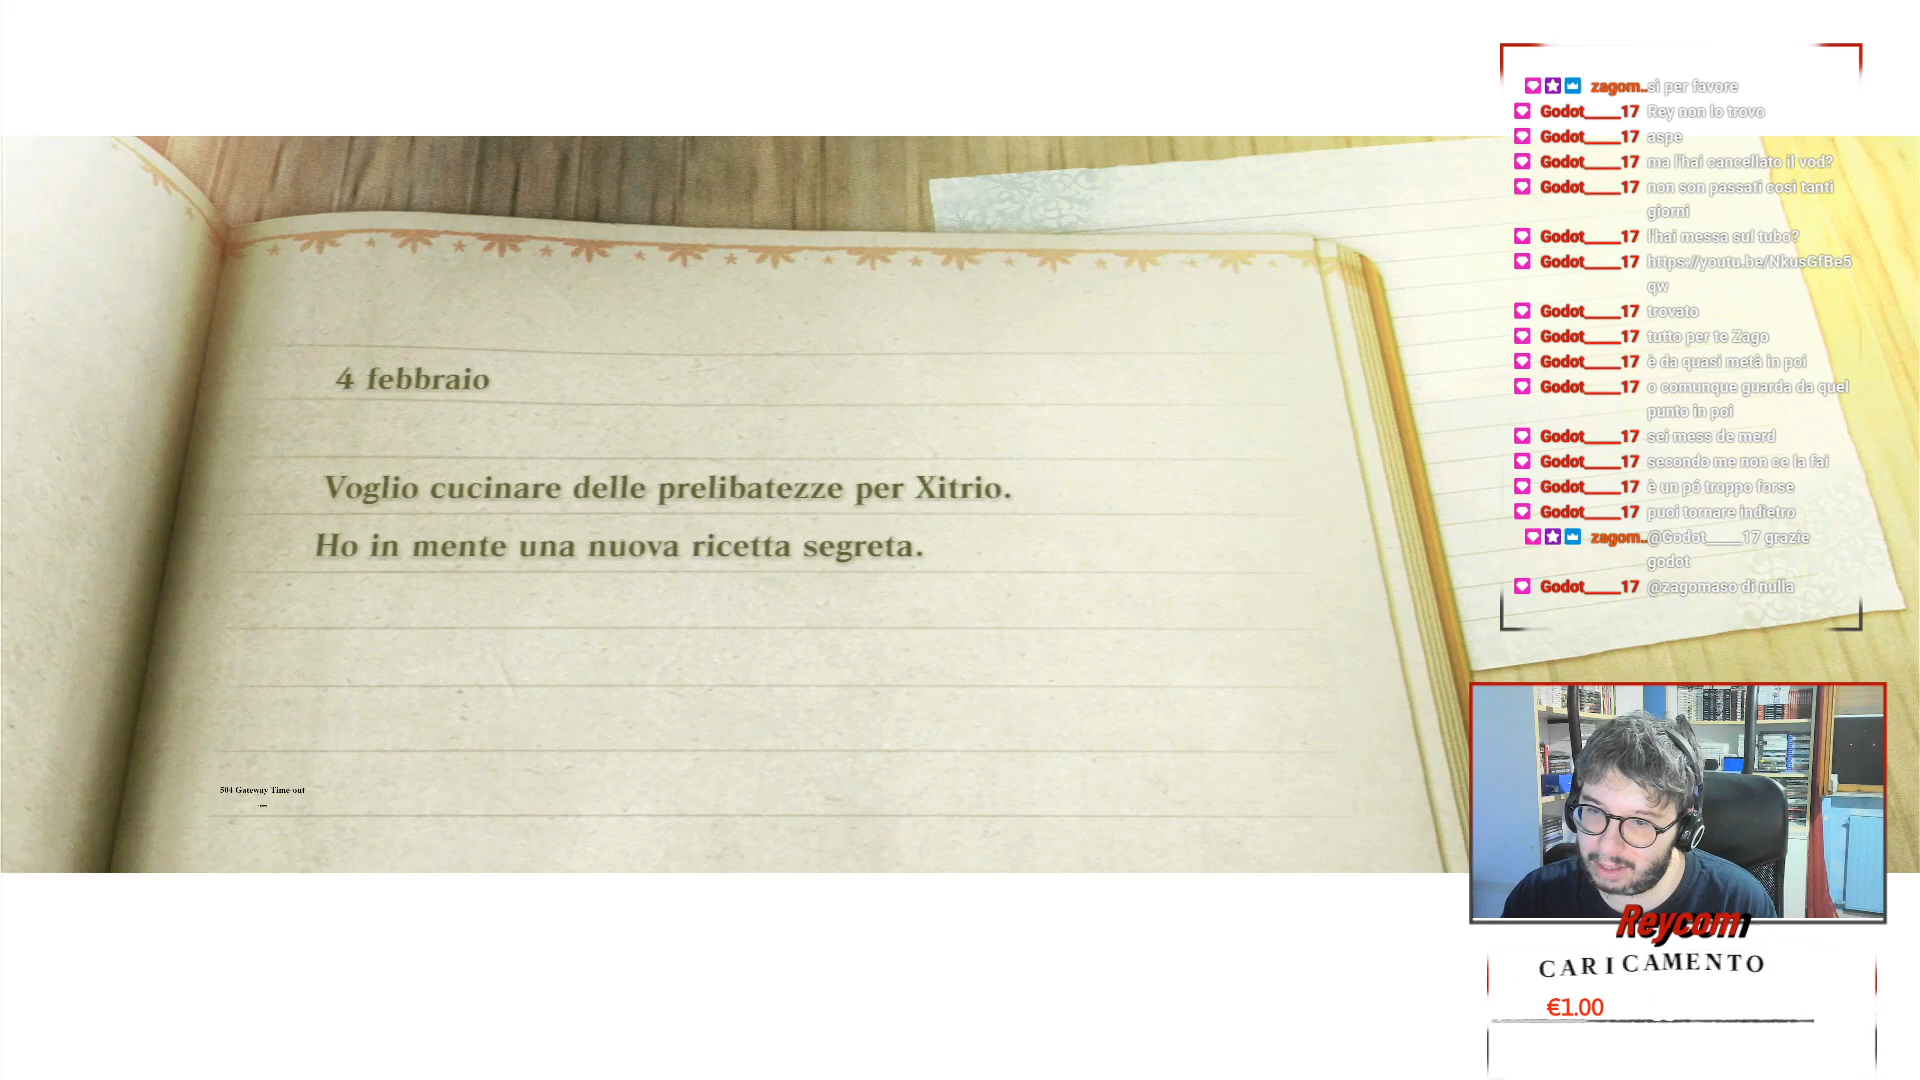 4 febbraio
Voglio cucinare delle prelibatezze per Xitrio.
Ho in mente una nuova ricetta segreta.
504 Gateway Time-out
zagom.. si per favore
Godot____17 Rey non lo trovo
Godot____17 aspe
Godot____17 ma l'hai cancellato il vod?
Godot____17 non son passati così tanti
giorni
Godot____17 l'hai messa sul tubo?
Godot____17 https://youtu.be/NkusGfBe5
qw
Godot____17 trovato
Godot____17 tutto per te Zago
Godot____17 è da quasi metà in poi
Godot____17 o comunque guarda da quel
punto in poi
Godot____17 sei mess de merd
Godot____17 secondo me non ce la fai
Godot____17 è un pó troppo forse
Godot____17 puoi tornare indietro
zagom.. @Godot____17 grazie
godot
Godot____17 @zagomaso di nulla
Reycom
CARICAMENTO
€1.00